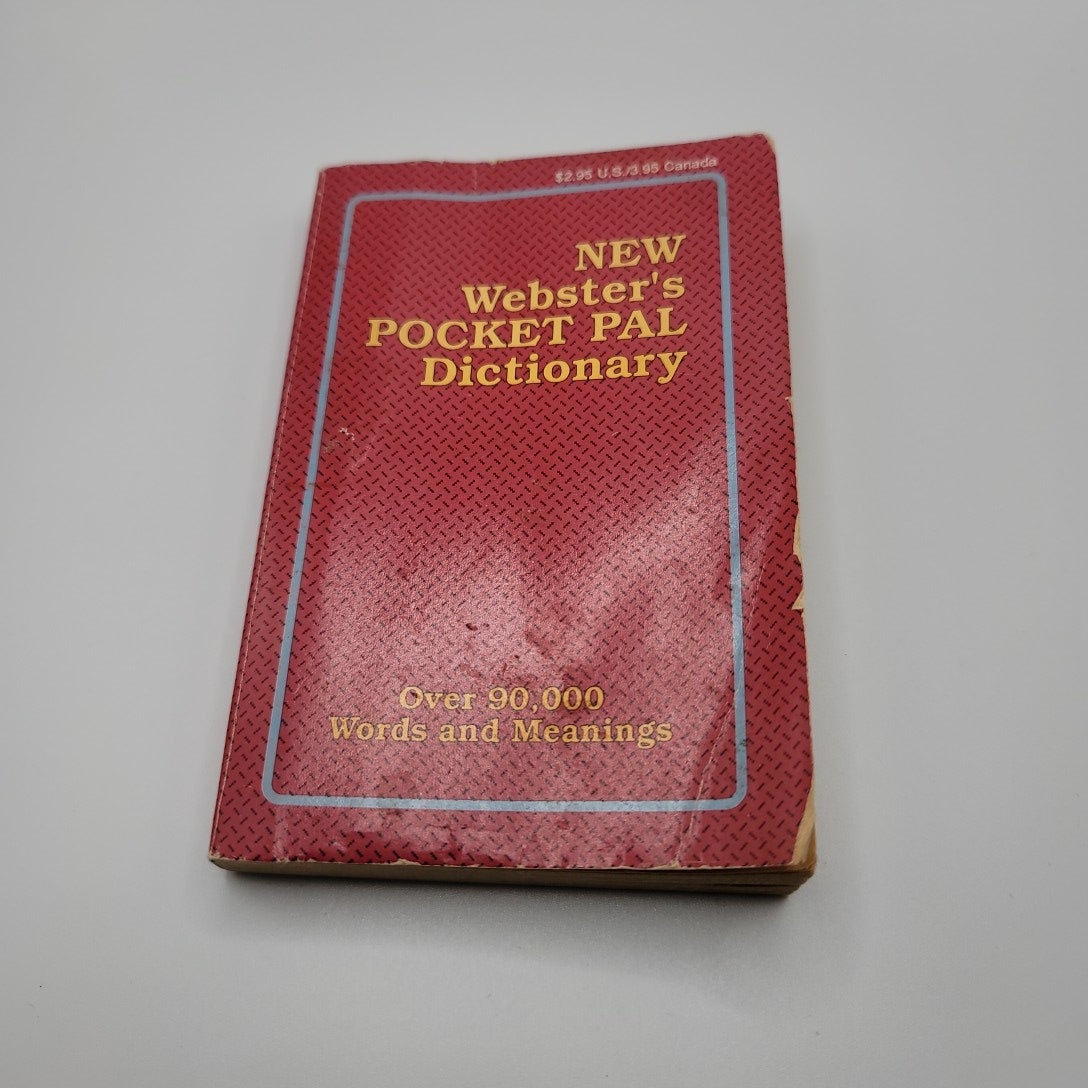 $2.95 U.S./3.95 Canada
NEW
Webster's
POCKET PAL
Dictionary
Over 90,000
Words and Meanings